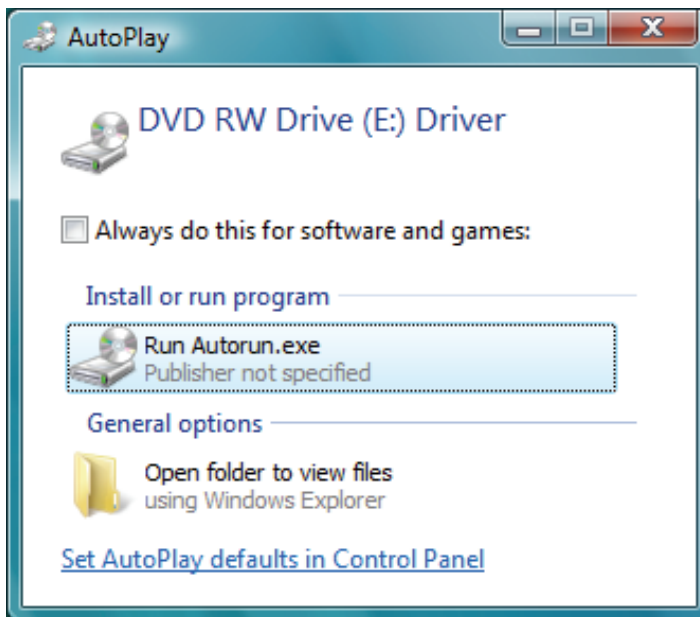 AutoPlay
DVD RW Drive (E:) Driver
Always do this for software and games:
Install or run program
Run Autorun.exe
Publisher not specified
General options
Open folder to view files
using Windows Explorer
Set AutoPlay defaults in Control Panel